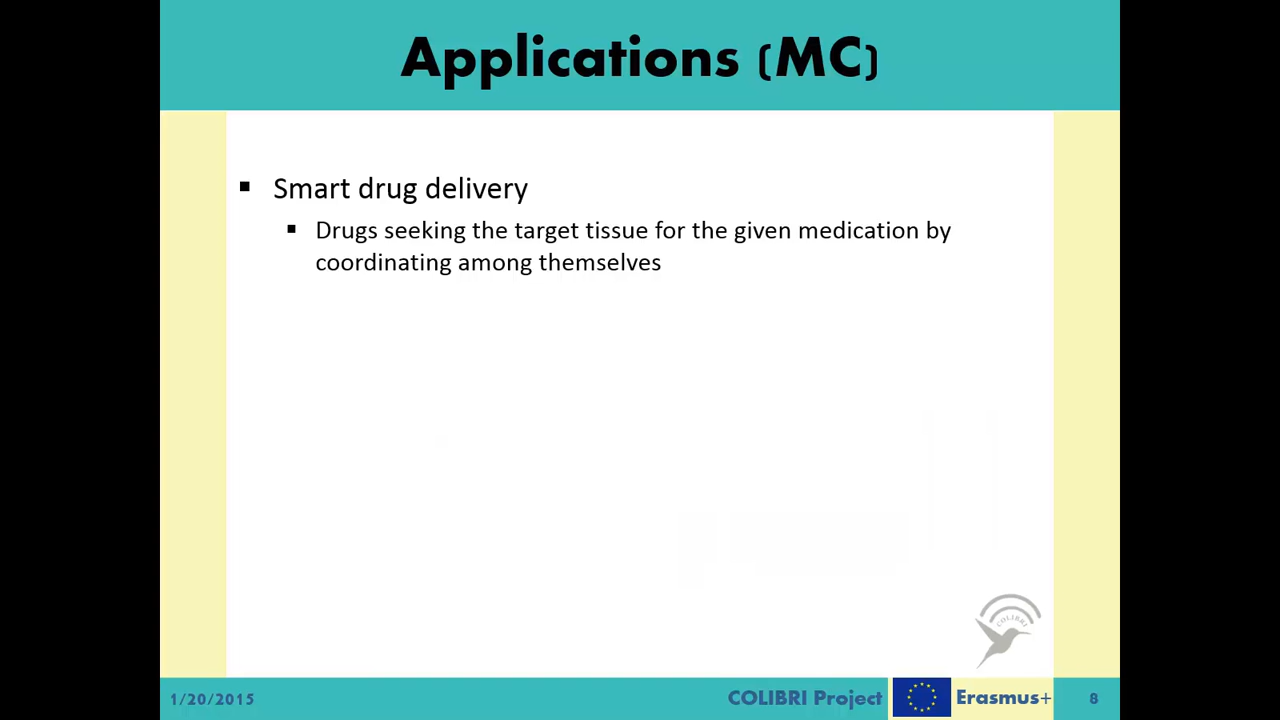 Applications (MC)
▪ Smart drug delivery
▪ Drugs seeking the target tissue for the given medication by
coordinating among themselves
COLIBRI
1/20/2015
COLIBRI Project
Erasmus+
8